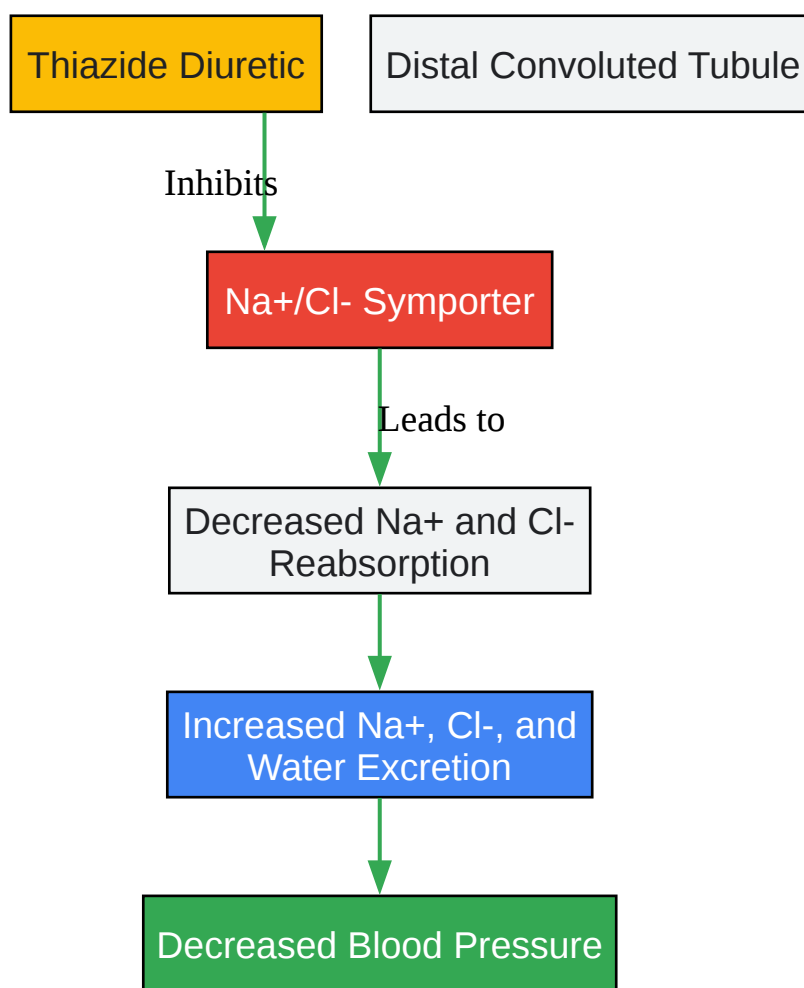 Thiazide Diuretic
Distal Convoluted Tubule
Inhibits
Na+/Cl- Symporter
Leads to
Decreased Na+ and Cl-
Reabsorption
Increased Na+, Cl-, and
Water Excretion
Decreased Blood Pressure